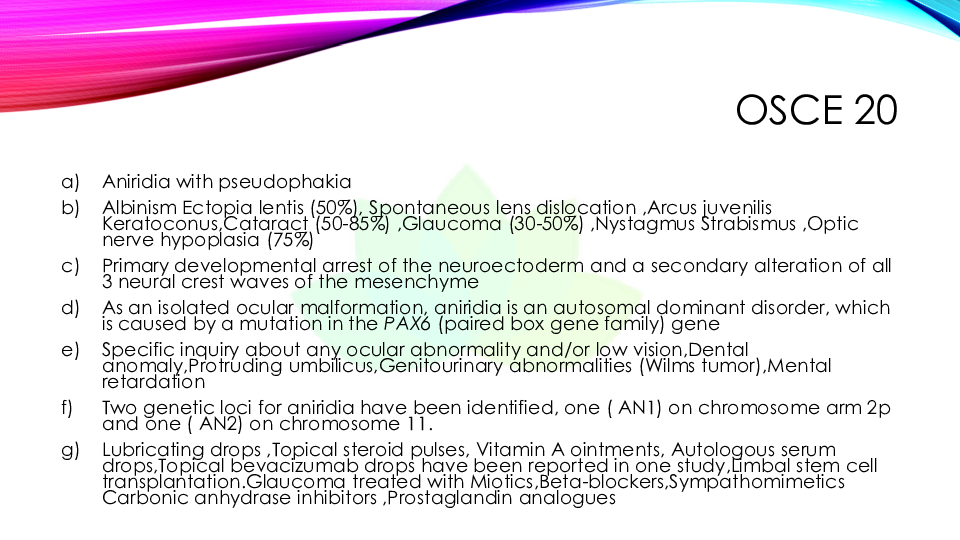 OSCE 20
a) Aniridia with pseudophakia
b) Albinism Ectopia lentis (50%), Spontaneous lens dislocation ,Arcus juvenilis
Keratoconus,Cataract (50-85%) ,Glaucoma (30-50%) ,Nystagmus Strabismus ,Optic
nerve hypoplasia (75%)
c) Primary developmental arrest of the neuroectoderm and a secondary alteration of all
3 neural crest waves of the mesenchyme
d) As an isolated ocular malformation, aniridia is an autosomal dominant disorder, which
is caused by a mutation in the PAX6 (paired box gene family) gene
e) Specific inquiry about any ocular abnormality and/or low vision,Dental
anomaly,Protruding umbilicus,Genitourinary abnormalities (Wilms tumor),Mental
retardation
f) Two genetic loci for aniridia have been identified, one ( AN1) on chromosome arm 2p
and one ( AN2) on chromosome 11.
g) Lubricating drops ,Topical steroid pulses, Vitamin A ointments, Autologous serum
drops,Topical bevacizumab drops have been reported in one study,Limbal stem cell
transplantation.Glaucoma treated with Miotics,Beta-blockers,Sympathomimetics
Carbonic anhydrase inhibitors ,Prostaglandin analogues